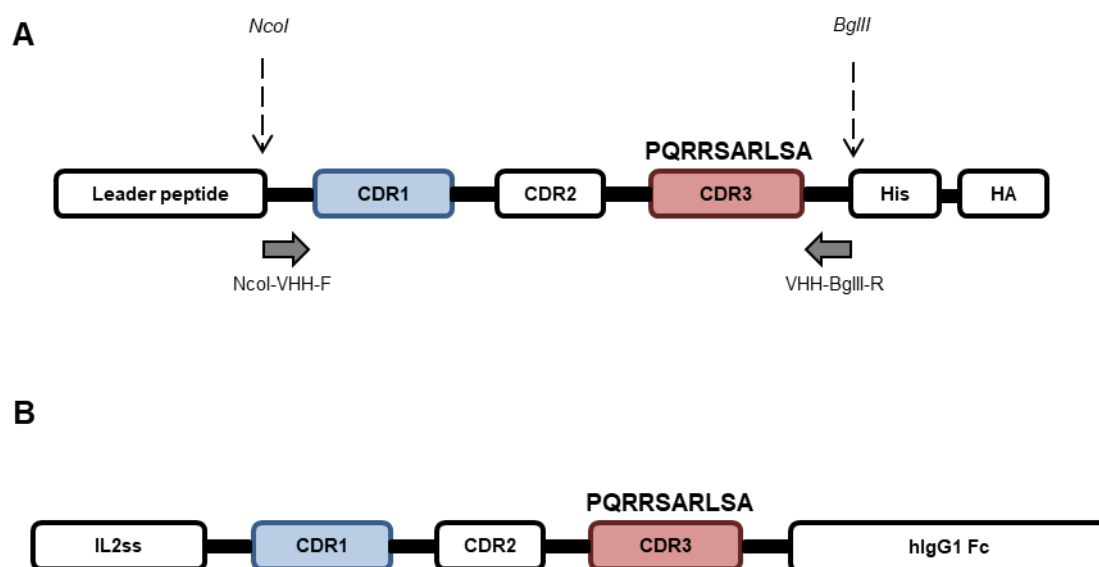 A
NcoI
BglII
PQRRSARLSA
Leader peptide
CDR1
CDR2
CDR3
His
HA
NcoI-VHH-F
VHH-BglII-R
B
PQRRSARLSA
IL2ss
CDR1
CDR2
CDR3
hIgG1 Fc